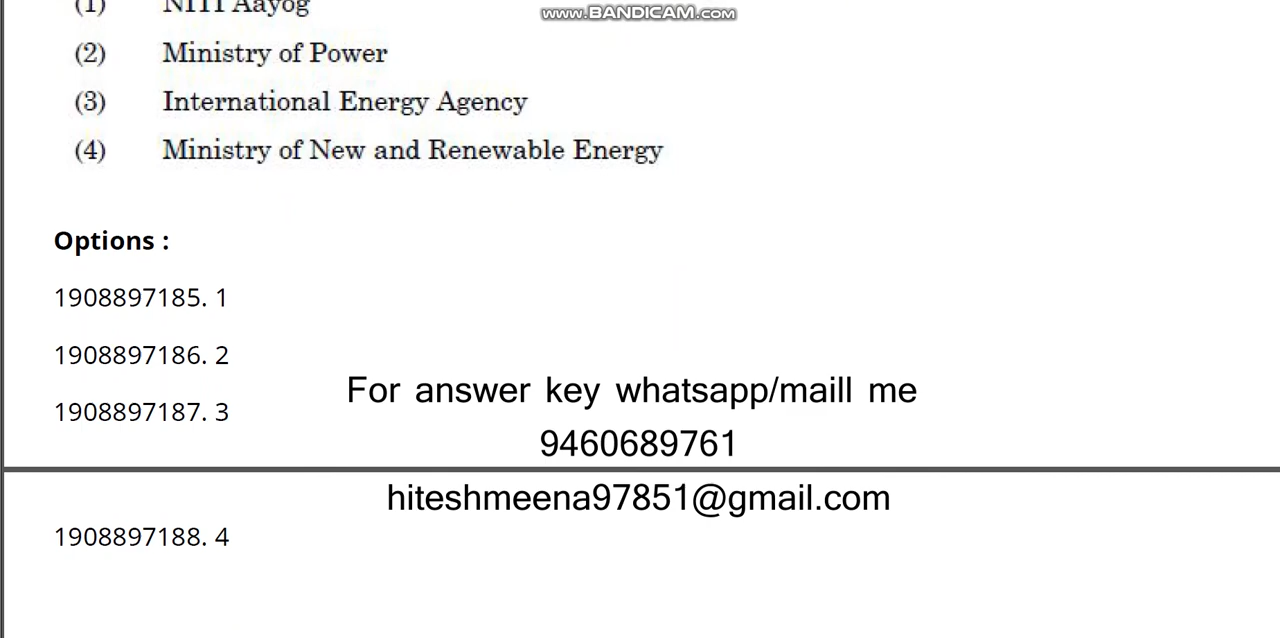 www.BANDICAM.com
(1) NITI Aayog
(2) Ministry of Power
(3) International Energy Agency
(4) Ministry of New and Renewable Energy
Options :
1908897185. 1
1908897186. 2
1908897187. 3
For answer key whatsapp/maill me
9460689761
hiteshmeena97851@gmail.com
1908897188. 4